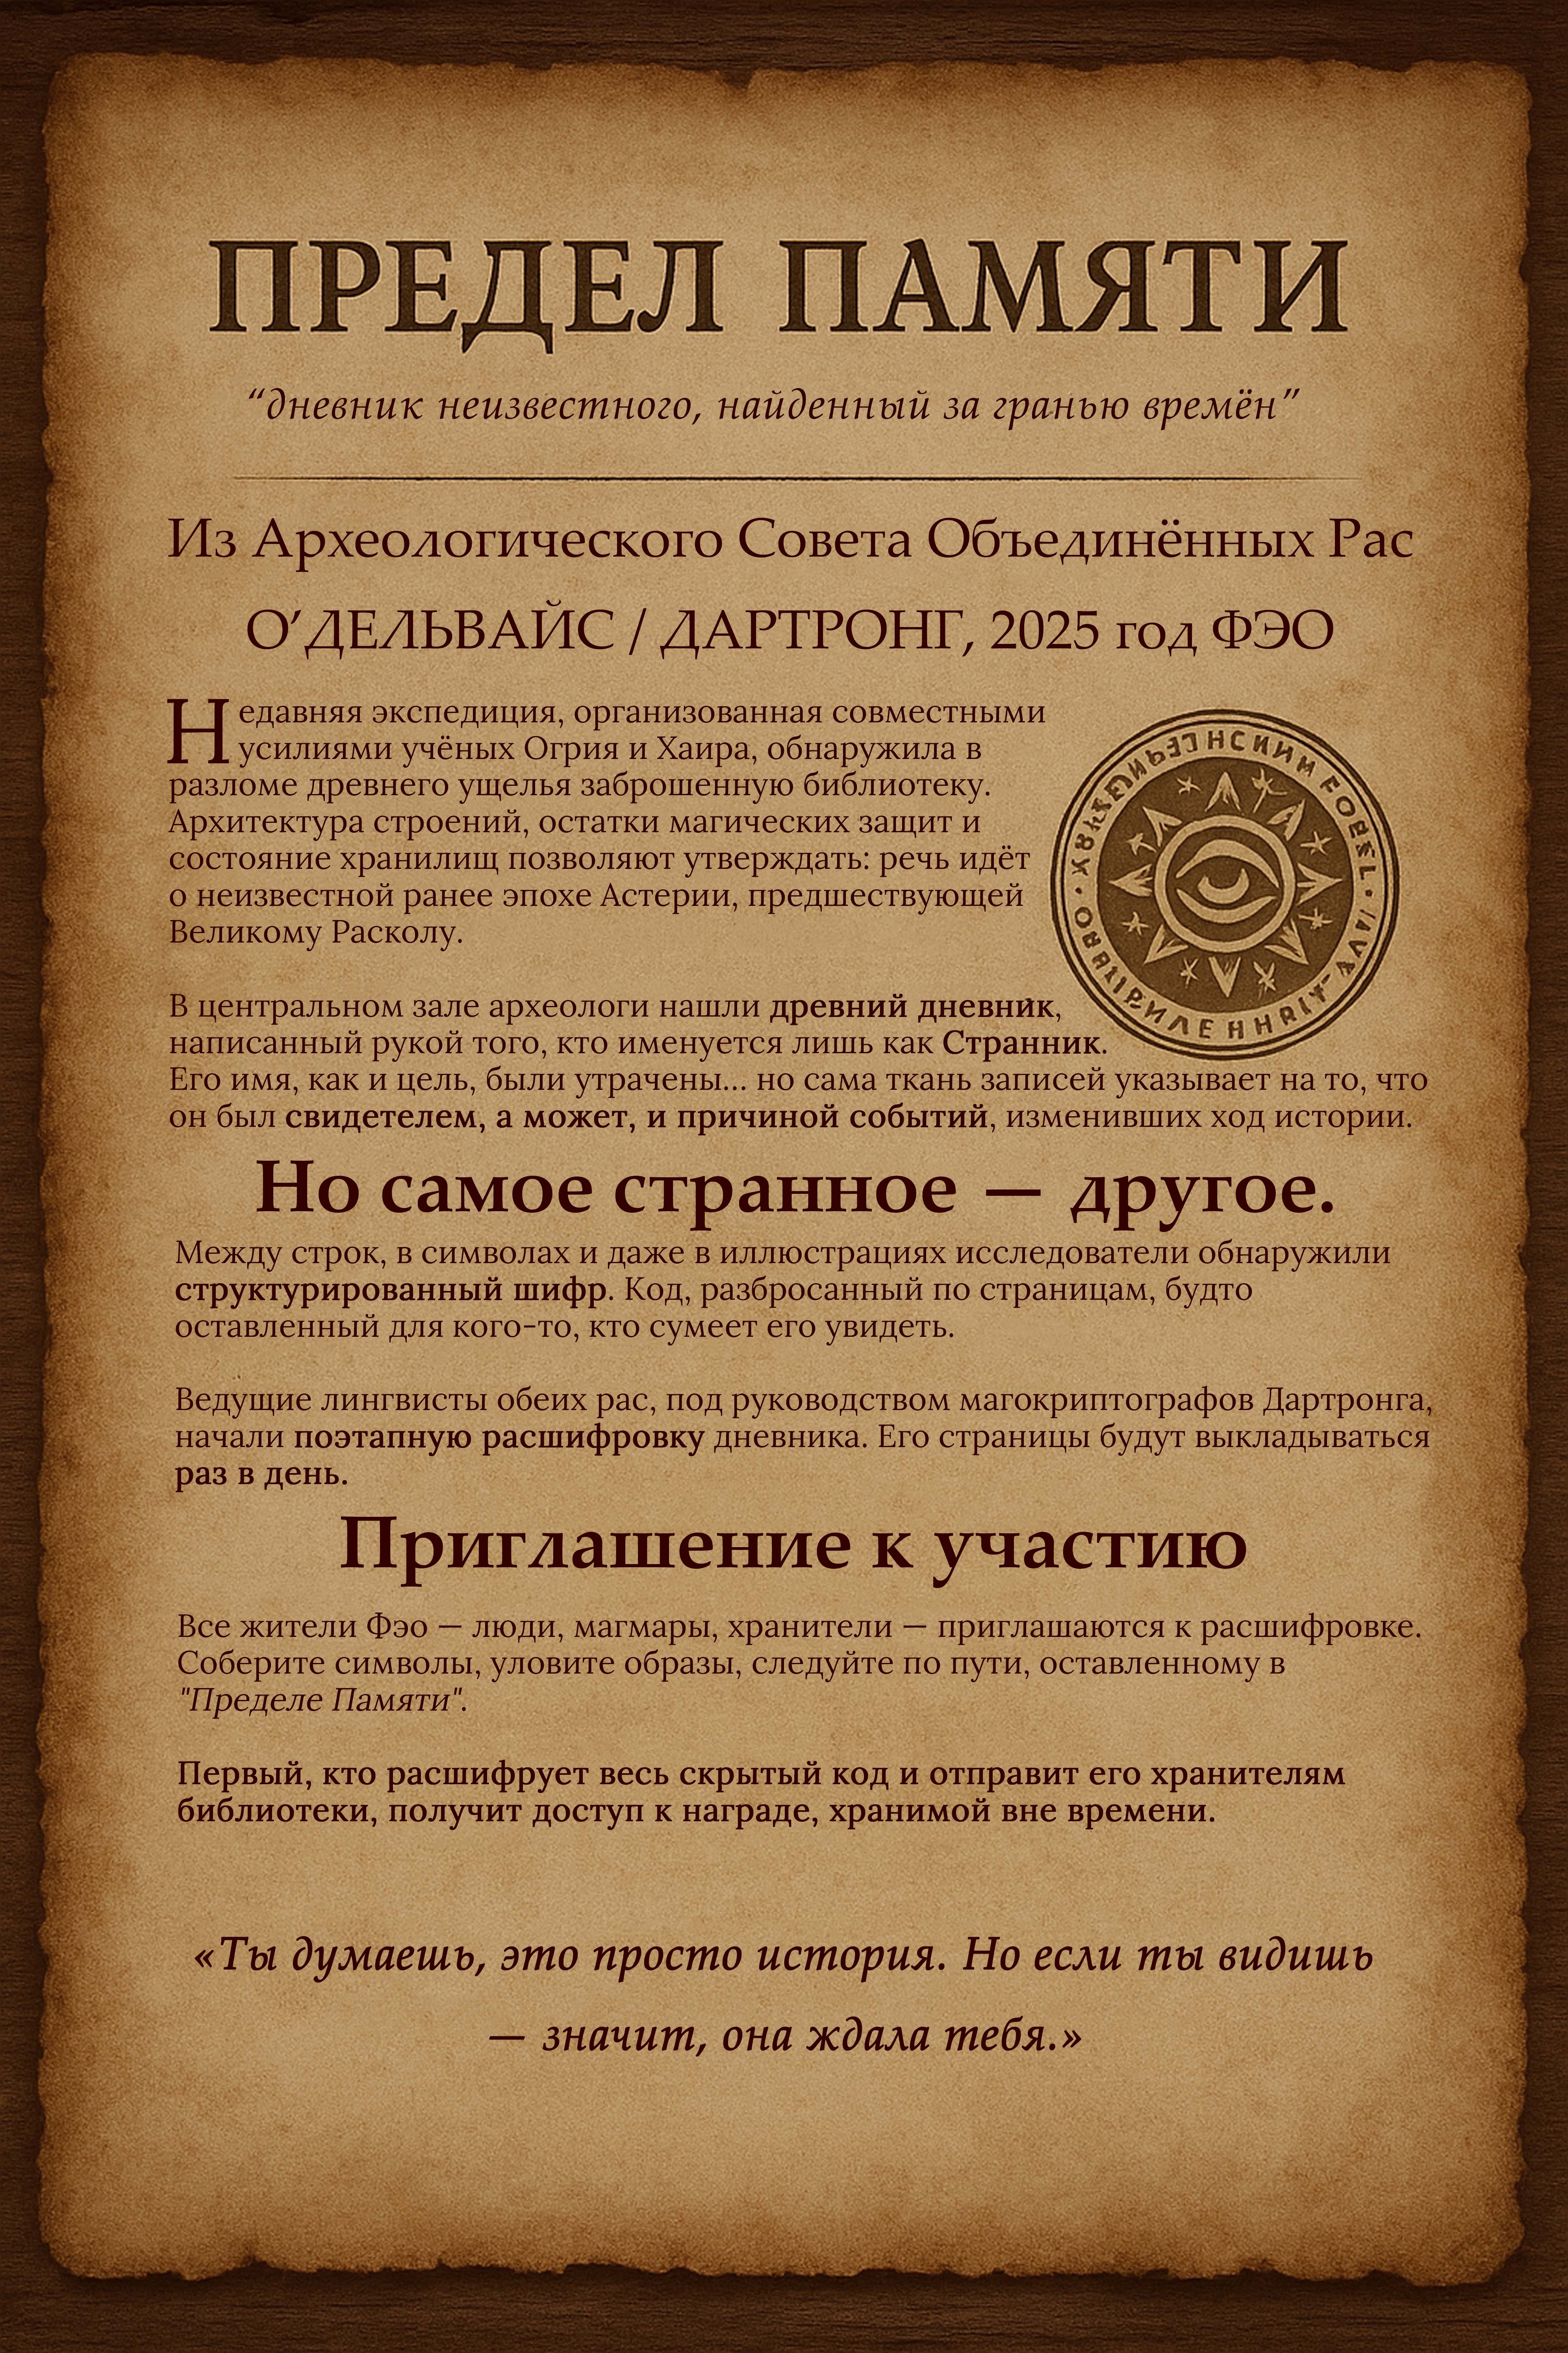 ПРЕДЕЛ ПАМЯТИ
“дневник неизвестного, найденный за гранью времён”
Из Археологического Совета Объединённых Рас
О’ДЕЛЬВАЙС / ДАРТРОНГ, 2025 год ФЭО
Недавняя экспедиция, организованная совместными
усилиями учёных Огрия и Хаира, обнаружила в
разломе древнего ущелья заброшенную библиотеку.
Архитектура строений, остатки магических защит и
состояние хранилищ позволяют утверждать: речь идёт
о неизвестной ранее эпохе Астерии, предшествующей
Великому Расколу.
В центральном зале археологи нашли древний дневник,
написанный рукой того, кто именуется лишь как Странник.
Его имя, как и цель, были утрачены... но сама ткань записей указывает на то, что
он был свидетелем, а может, и причиной событий, изменивших ход истории.
Но самое странное — другое.
Между строк, в символах и даже в иллюстрациях исследователи обнаружили
структурированный шифр. Код, разбросанный по страницам, будто
оставленный для кого-то, кто сумеет его увидеть.
Ведущие лингвисты обеих рас, под руководством магокриптографов Дартронга,
начали поэтапную расшифровку дневника. Его страницы будут выкладываться
раз в день.
Приглашение к участию
Все жители Фэо — люди, магмары, хранители — приглашаются к расшифровке.
Соберите символы, уловите образы, следуйте по пути, оставленному в
"Пределе Памяти".
Первый, кто расшифрует весь скрытый код и отправит его хранителям
библиотеки, получит доступ к награде, хранимой вне времени.
«Ты думаешь, это просто история. Но если ты видишь
— значит, она ждала тебя.»